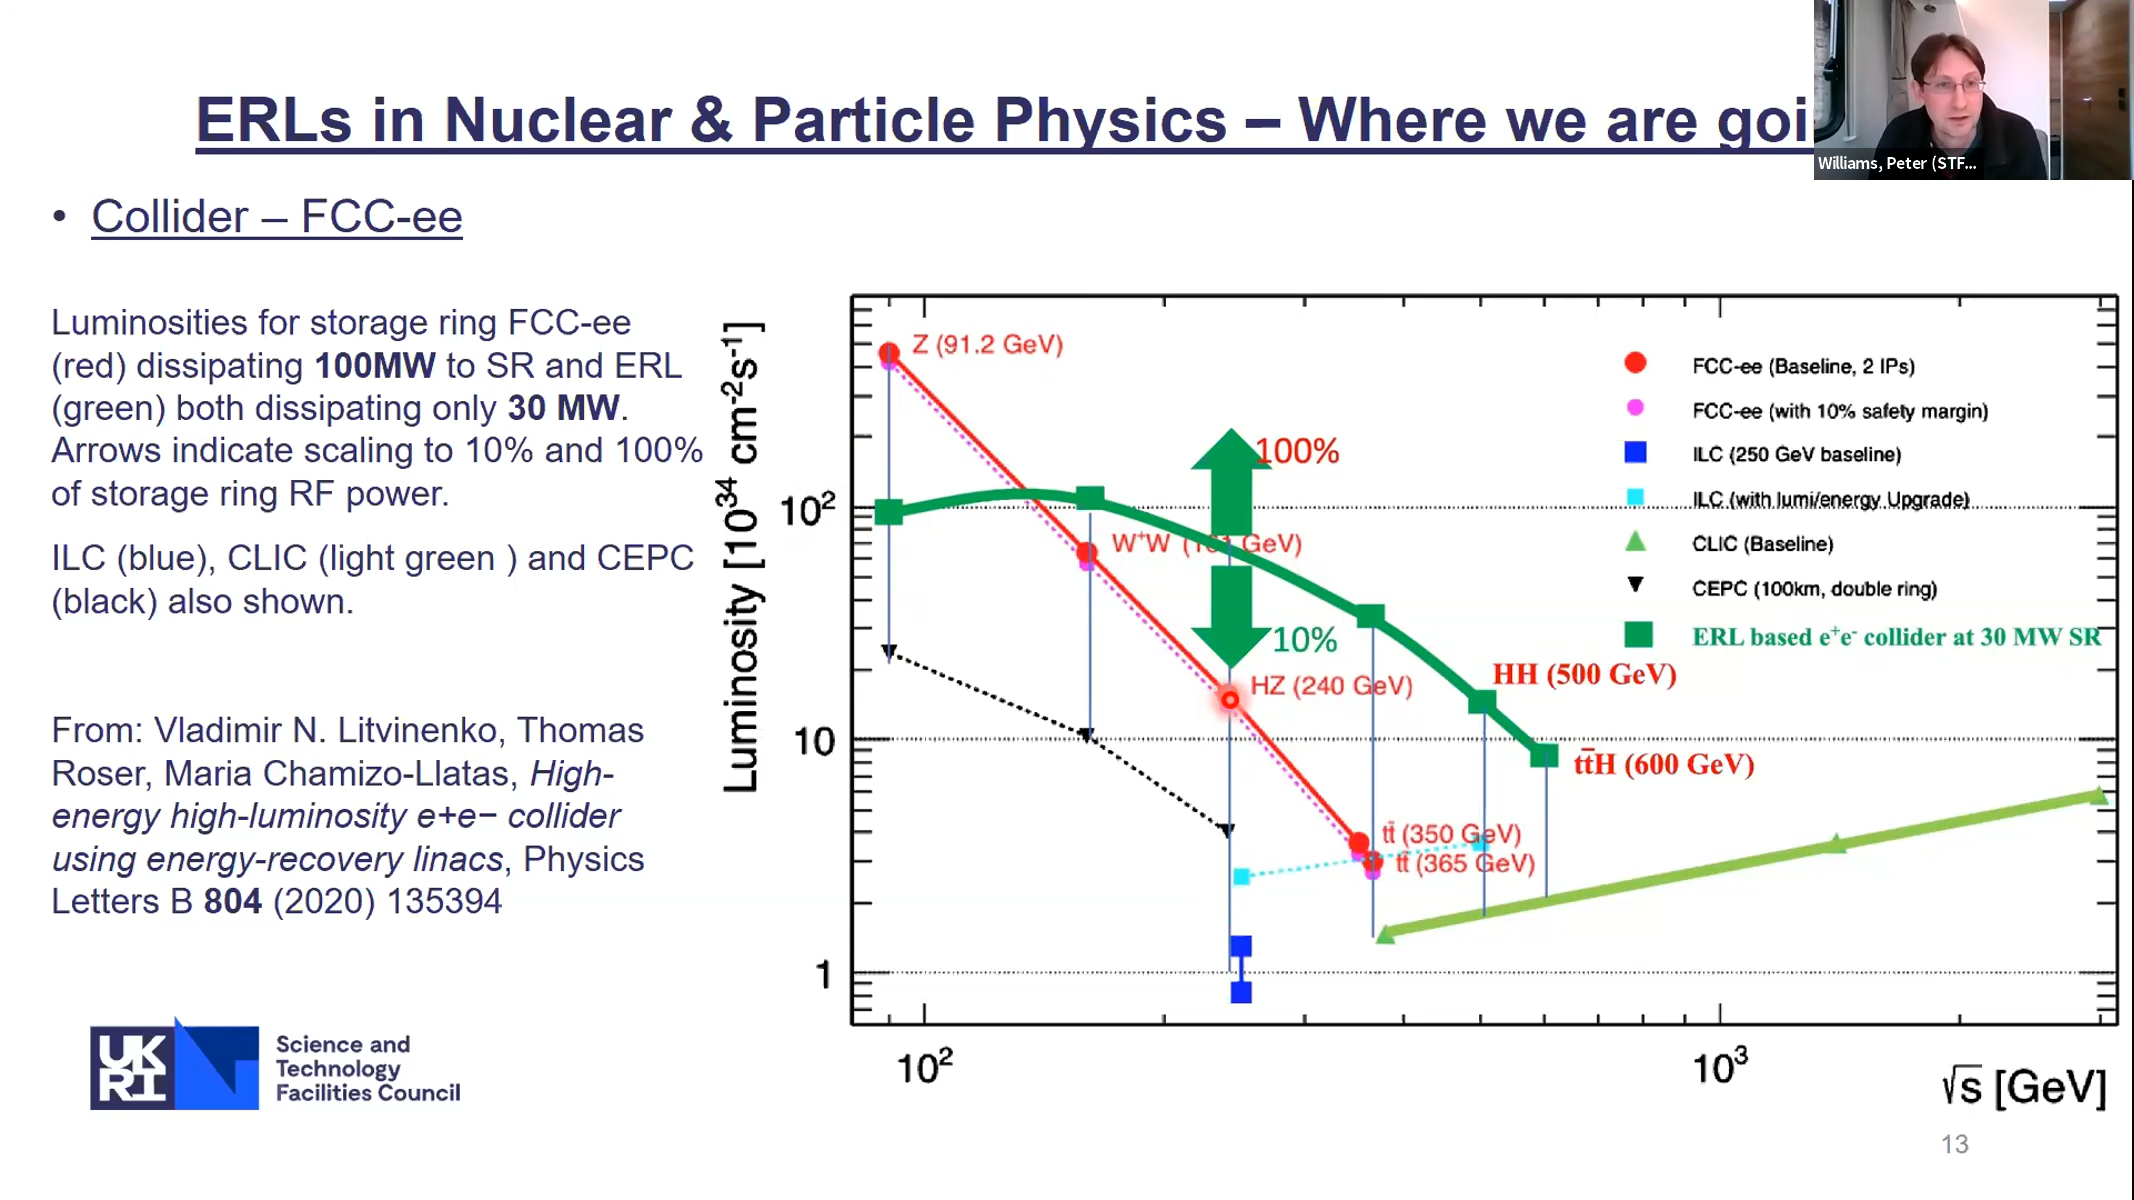 ERLs in Nuclear & Particle Physics – Where we are goi
Williams, Peter (STF...
• Collider – FCC-ee
Luminosities for storage ring FCC-ee
(red) dissipating 100MW to SR and ERL
(green) both dissipating only 30 MW.
Arrows indicate scaling to 10% and 100%
of storage ring RF power.
ILC (blue), CLIC (light green ) and CEPC
(black) also shown.
From: Vladimir N. Litvinenko, Thomas
Roser, Maria Chamizo-Llatas, High-
energy high-luminosity e+e− collider
using energy-recovery linacs, Physics
Letters B 804 (2020) 135394
UK
RI
Science and
Technology
Facilities Council
Luminosity [10³⁴ cm⁻²s⁻¹]
10²
10
1
Z (91.2 GeV)
100%
W⁺W (161 GeV)
10%
HZ (240 GeV)
HH (500 GeV)
tt̄H (600 GeV)
tt̄ (350 GeV)
tt̄ (365 GeV)
FCC-ee (Baseline, 2 IPs)
FCC-ee (with 10% safety margin)
ILC (250 GeV baseline)
ILC (with lumi/energy Upgrade)
CLIC (Baseline)
CEPC (100km, double ring)
ERL based e⁺e⁻ collider at 30 MW SR
10²
10³
√s [GeV]
13